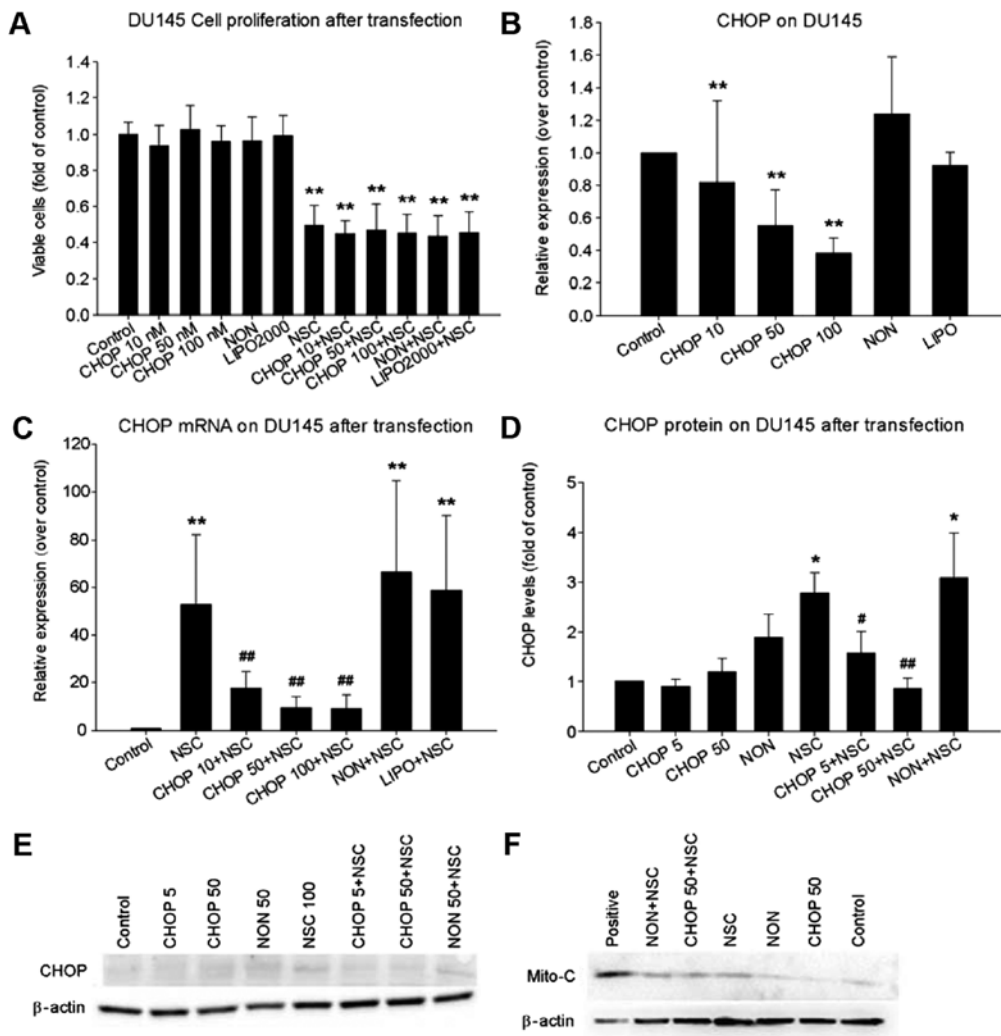 A
DU145 Cell proliferation after transfection
Viable cells (fold of control)
1.4
1.2
1.0
0.8
0.6
0.4
0.2
0.0
** ** ** ** ** **
Control
CHOP 10 nM
CHOP 50 nM
CHOP 100 nM
NON
LIPO2000
NSC
CHOP 10+NSC
CHOP 50+NSC
CHOP 100+NSC
NON+NSC
LIPO2000+NSC
B
CHOP on DU145
Relative expression (over control)
1.8
1.6
1.4
1.2
1.0
0.8
0.6
0.4
0.2
0
** ** **
Control
CHOP 10
CHOP 50
CHOP 100
NON
LIPO
C
CHOP mRNA on DU145 after transfection
Relative expression (over control)
120
100
80
60
40
20
0
** ## ## ## ** **
Control
NSC
CHOP 10+NSC
CHOP 50+NSC
CHOP 100+NSC
NON+NSC
LIPO+NSC
D
CHOP protein on DU145 after transfection
CHOP levels (fold of control)
5
4
3
2
1
0
* # ## *
Control
CHOP 5
CHOP 50
NON
NSC
CHOP 5+NSC
CHOP 50+NSC
NON+NSC
E
Control
CHOP 5
CHOP 50
NON 50
NSC 100
CHOP 5+NSC
CHOP 50+NSC
NON 50+NSC
CHOP
β-actin
F
Positive
NON+NSC
CHOP 50+NSC
NSC
NON
CHOP 50
Control
Mito-C
β-actin